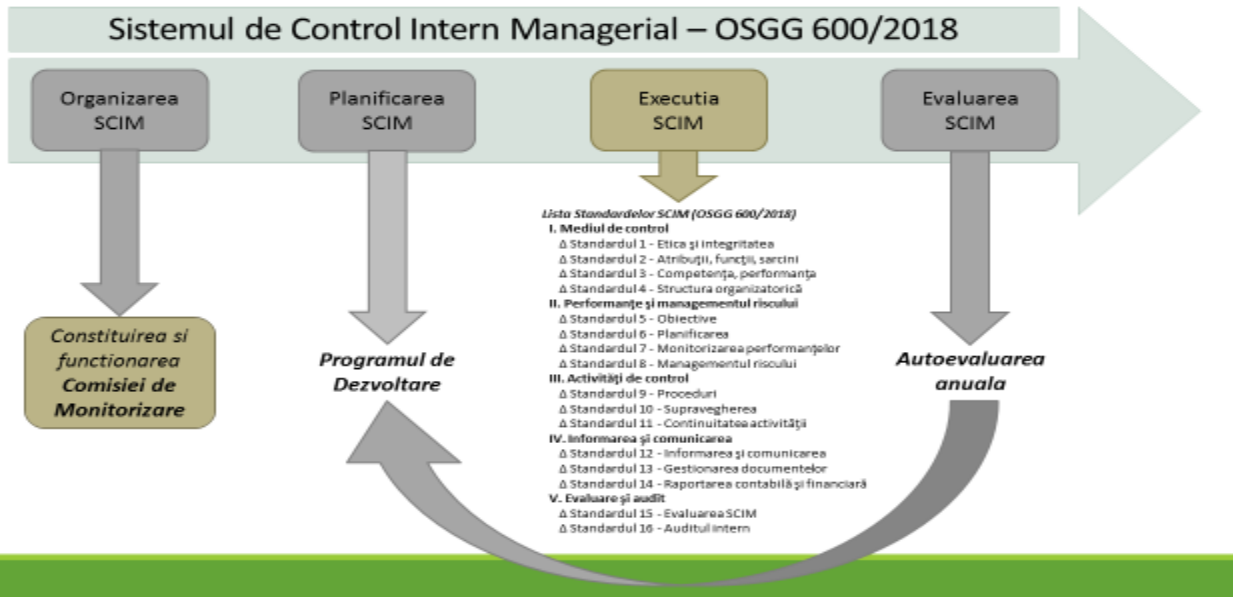 Sistemul de Control Intern Managerial – OSGG 600/2018
Organizarea
SCIM
Planificarea
SCIM
Executia
SCIM
Evaluarea
SCIM
Constituirea si
functionarea
Comisiei de
Monitorizare
Programul de
Dezvoltare
Lista Standardelor SCIM (OSGG 600/2018)
I. Mediul de control
Δ Standardul 1 - Etica şi integritatea
Δ Standardul 2 - Atribuţii, funcţii, sarcini
Δ Standardul 3 - Competenţa, performanţa
Δ Standardul 4 - Structura organizatorică
II. Performanţe şi managementul riscului
Δ Standardul 5 - Obiective
Δ Standardul 6 - Planificarea
Δ Standardul 7 - Monitorizarea performanţelor
Δ Standardul 8 - Managementul riscului
III. Activităţi de control
Δ Standardul 9 - Proceduri
Δ Standardul 10 - Supravegherea
Δ Standardul 11 - Continuitatea activităţii
IV. Informarea şi comunicarea
Δ Standardul 12 - Informarea şi comunicarea
Δ Standardul 13 - Gestionarea documentelor
Δ Standardul 14 - Raportarea contabilă şi financiară
V. Evaluare şi audit
Δ Standardul 15 - Evaluarea SCIM
Δ Standardul 16 - Auditul intern
Autoevaluarea
anuala